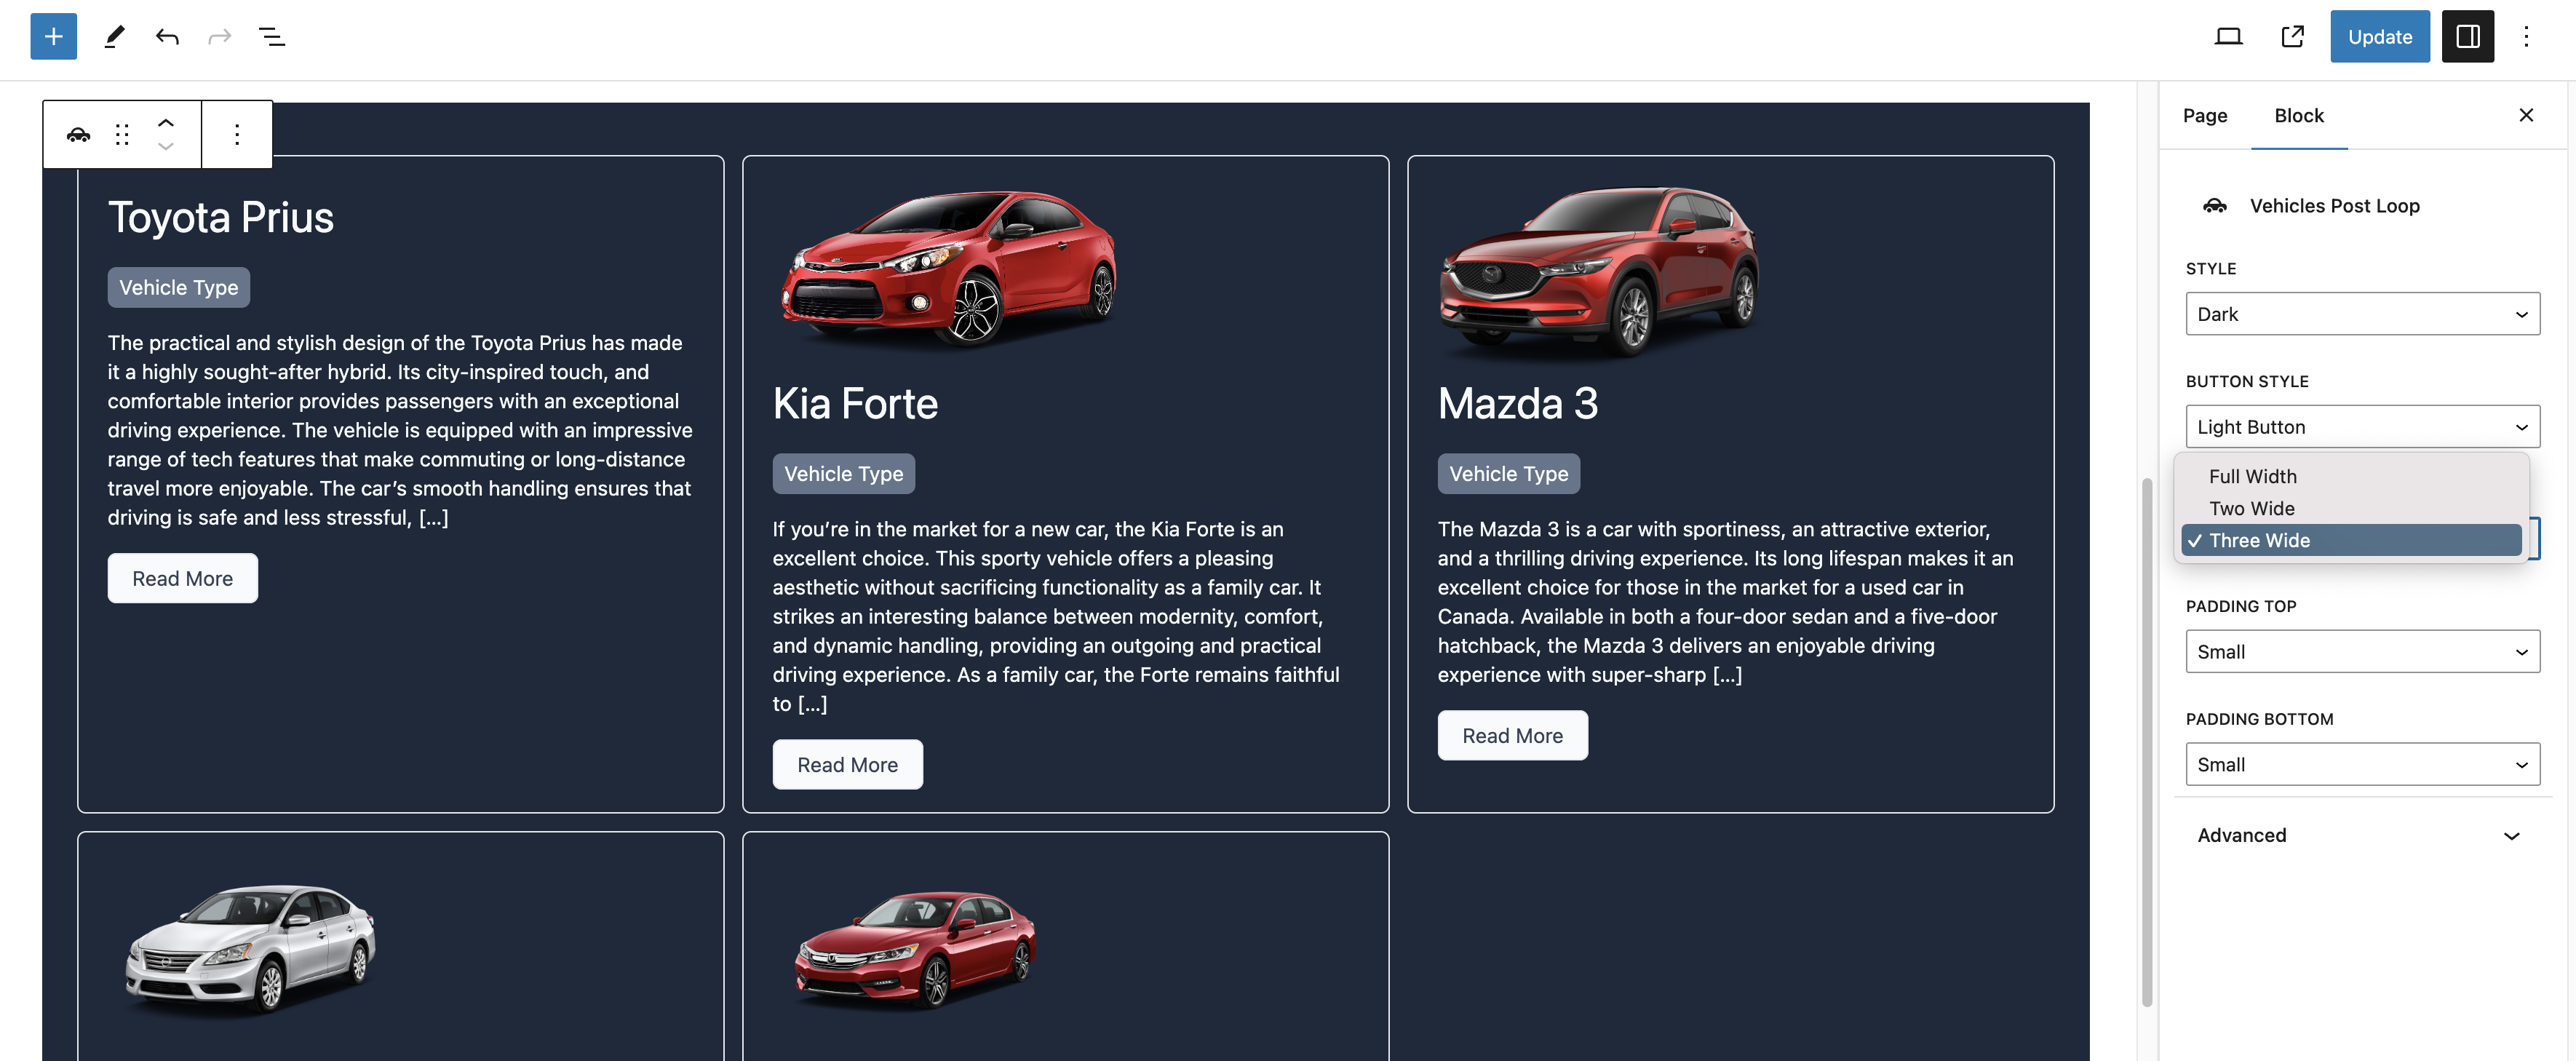 Update
Page
Block
Vehicles Post Loop
STYLE
Dark
BUTTON STYLE
Light Button
Full Width
Two Wide
Three Wide
PADDING TOP
Small
PADDING BOTTOM
Small
Advanced
Toyota Prius
Vehicle Type
The practical and stylish design of the Toyota Prius has made
it a highly sought-after hybrid. Its city-inspired touch, and
comfortable interior provides passengers with an exceptional
driving experience. The vehicle is equipped with an impressive
range of tech features that make commuting or long-distance
travel more enjoyable. The car’s smooth handling ensures that
driving is safe and less stressful, […]
Read More
Kia Forte
Vehicle Type
If you’re in the market for a new car, the Kia Forte is an
excellent choice. This sporty vehicle offers a pleasing
aesthetic without sacrificing functionality as a family car. It
strikes an interesting balance between modernity, comfort,
and dynamic handling, providing an outgoing and practical
driving experience. As a family car, the Forte remains faithful
to […]
Read More
Mazda 3
Vehicle Type
The Mazda 3 is a car with sportiness, an attractive exterior,
and a thrilling driving experience. Its long lifespan makes it an
excellent choice for those in the market for a used car in
Canada. Available in both a four-door sedan and a five-door
hatchback, the Mazda 3 delivers an enjoyable driving
experience with super-sharp […]
Read More